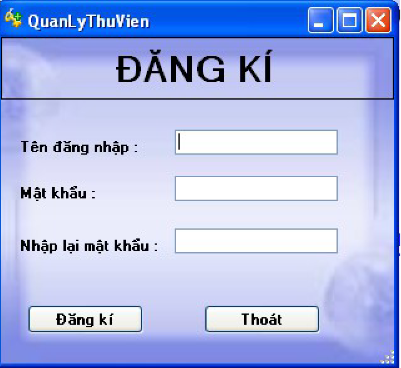 QuanLyThuVien
ĐĂNG KÍ
Tên đăng nhập :
Mật khẩu :
Nhập lại mật khẩu :
Đăng kí
Thoát